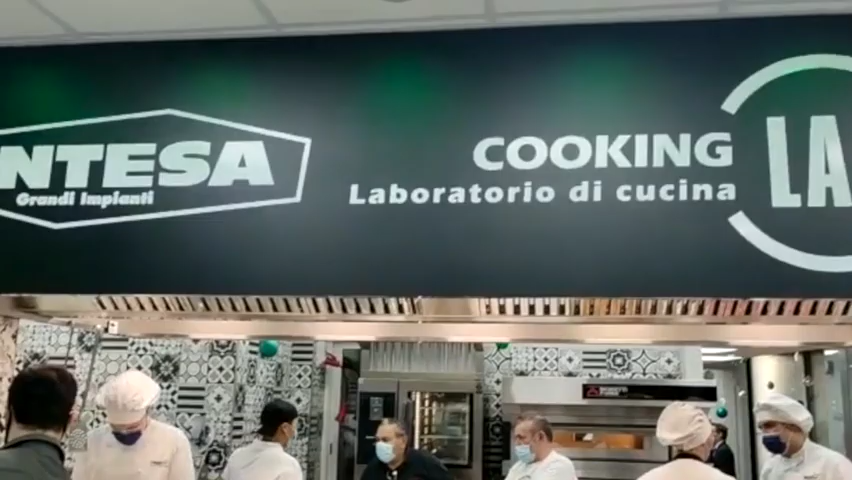 NTESA
Grandi Impianti
COOKING
Laboratorio di cucina
LA